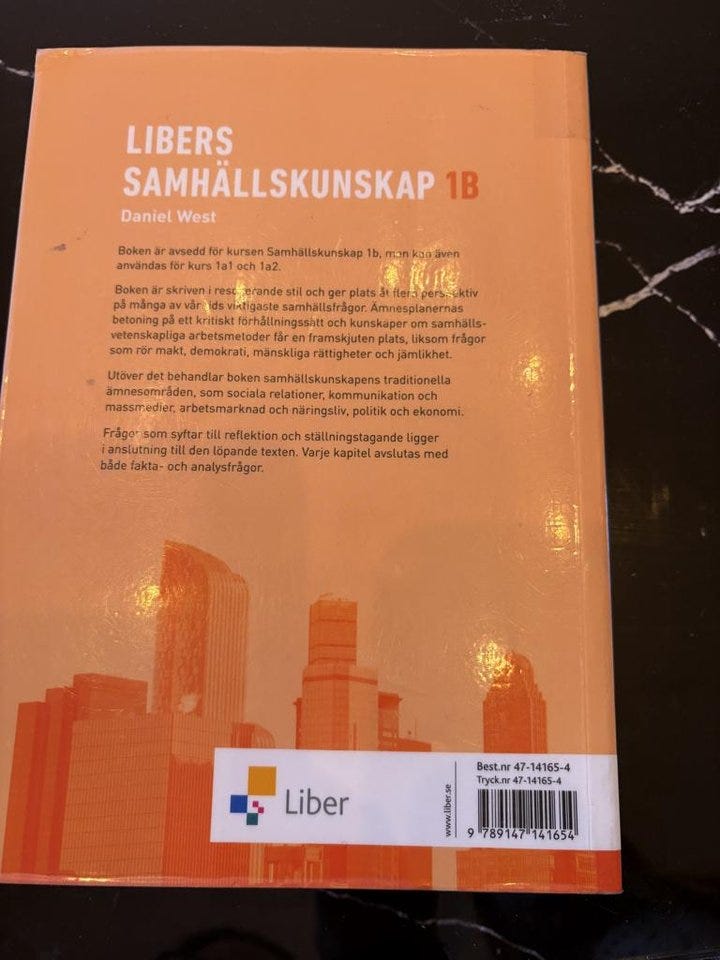 LIBERS
SAMHÄLLSKUNSKAP 1B
Daniel West
Boken är avsedd för kursen Samhällskunskap 1b, men kan även
användas för kurs 1a1 och 1a2.
Boken är skriven i resonerande stil och ger plats åt flera perspektiv
på många av vår tids viktigaste samhällsfrågor. Ämnesplanernas
betoning på ett kritiskt förhållningssätt och kunskaper om samhälls-
vetenskapliga arbetsmetoder får en framskjuten plats, liksom frågor
som rör makt, demokrati, mänskliga rättigheter och jämlikhet.
Utöver det behandlar boken samhällskunskapens traditionella
ämnesområden, som sociala relationer, kommunikation och
massmedier, arbetsmarknad och näringsliv, politik och ekonomi.
Frågor som syftar till reflektion och ställningstagande ligger
i anslutning till den löpande texten. Varje kapitel avslutas med
både fakta- och analysfrågor.
Liber
www.liber.se
Best.nr 47-14165-4
Tryck.nr 47-14165-4
9 789147 141654